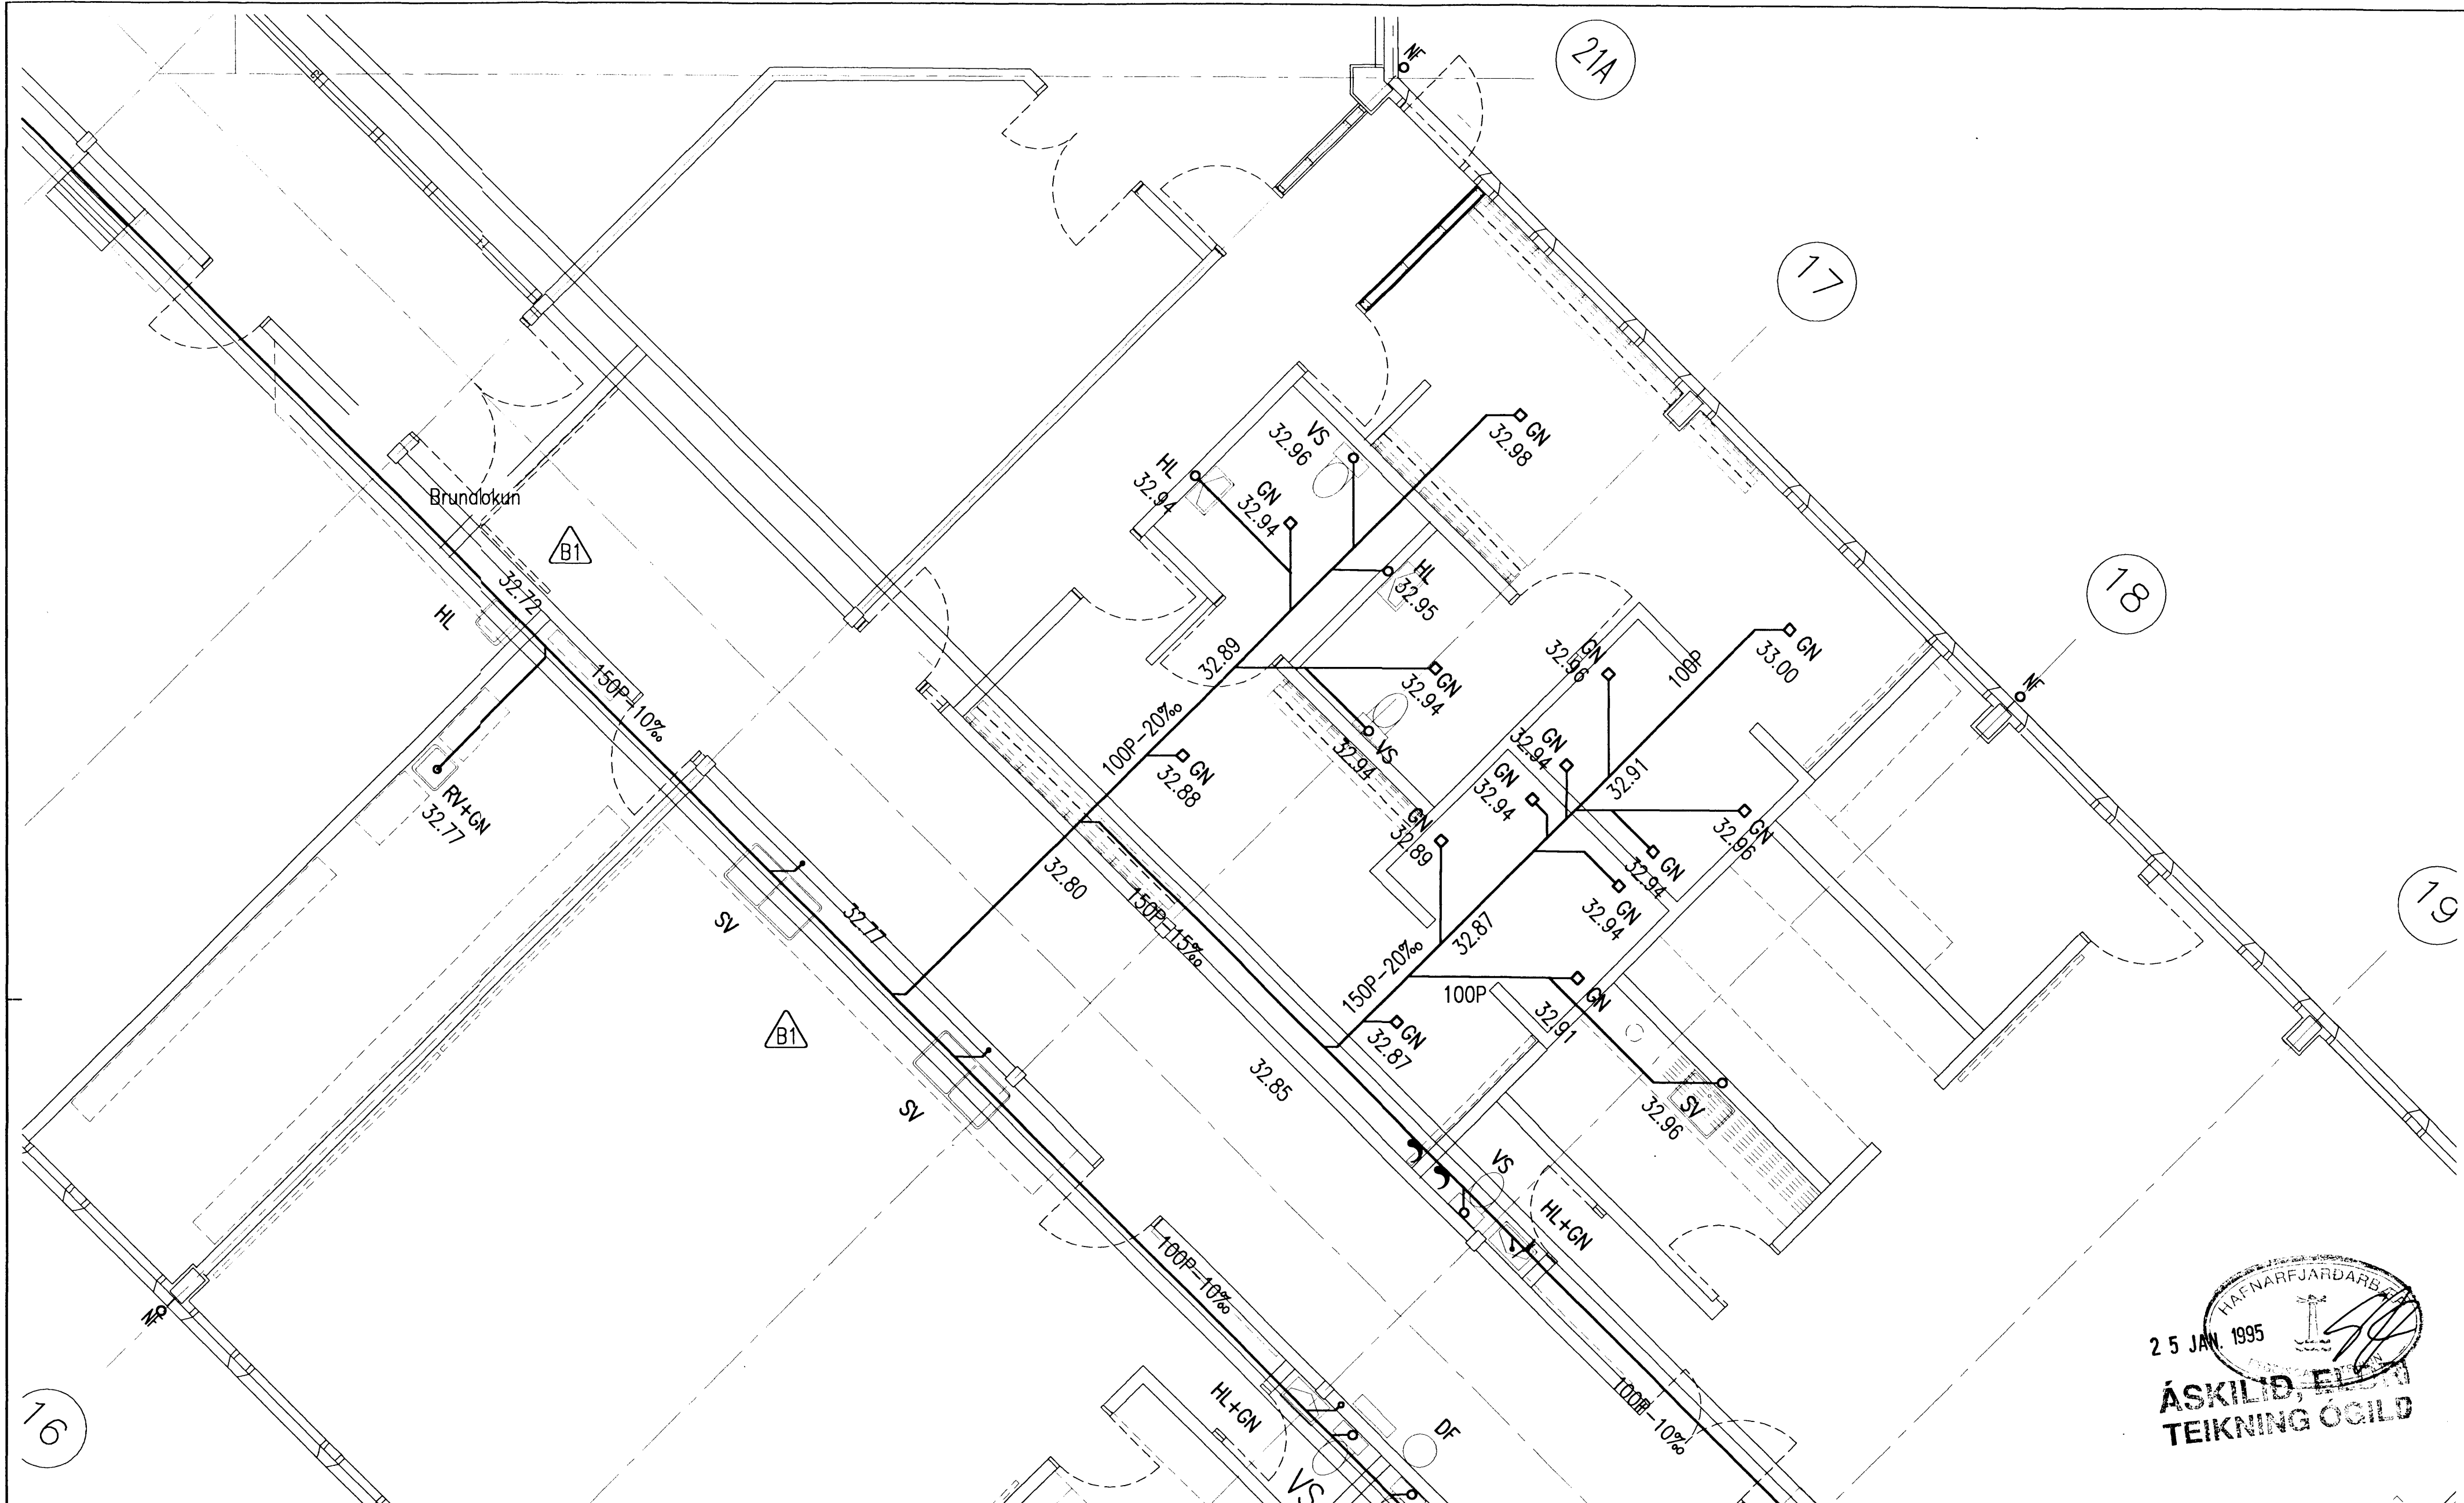 21A
NF
17
18
19
16
NF
NF
GN
32.98
VS
32.96
HL
32.94
GN
32.94
HL
32.95
32.89
GN
32.94
VS
32.94
100P-20‰
GN
32.88
32.80
150P-15‰
Brunalokun
B1
32.72
HL
150P-10‰
RV+GN
32.77
SV
32.77
B1
SV
GN
33.00
100P
GN
32.96
GN
32.94
GN
32.94
32.91
GN
32.96
GN
32.94
GN
32.94
GN
32.89
32.87
150P-20‰
100P
GN
32.91
GN
32.87
32.85
SV
32.96
VS
HL+GN
100P-10‰
HL+GN
DF
VS
100P-10‰
HAFNARFJARÐARB
25 JAN. 1995
ÁSKILIÐ, ELDRI
TEIKNING ÓGILD